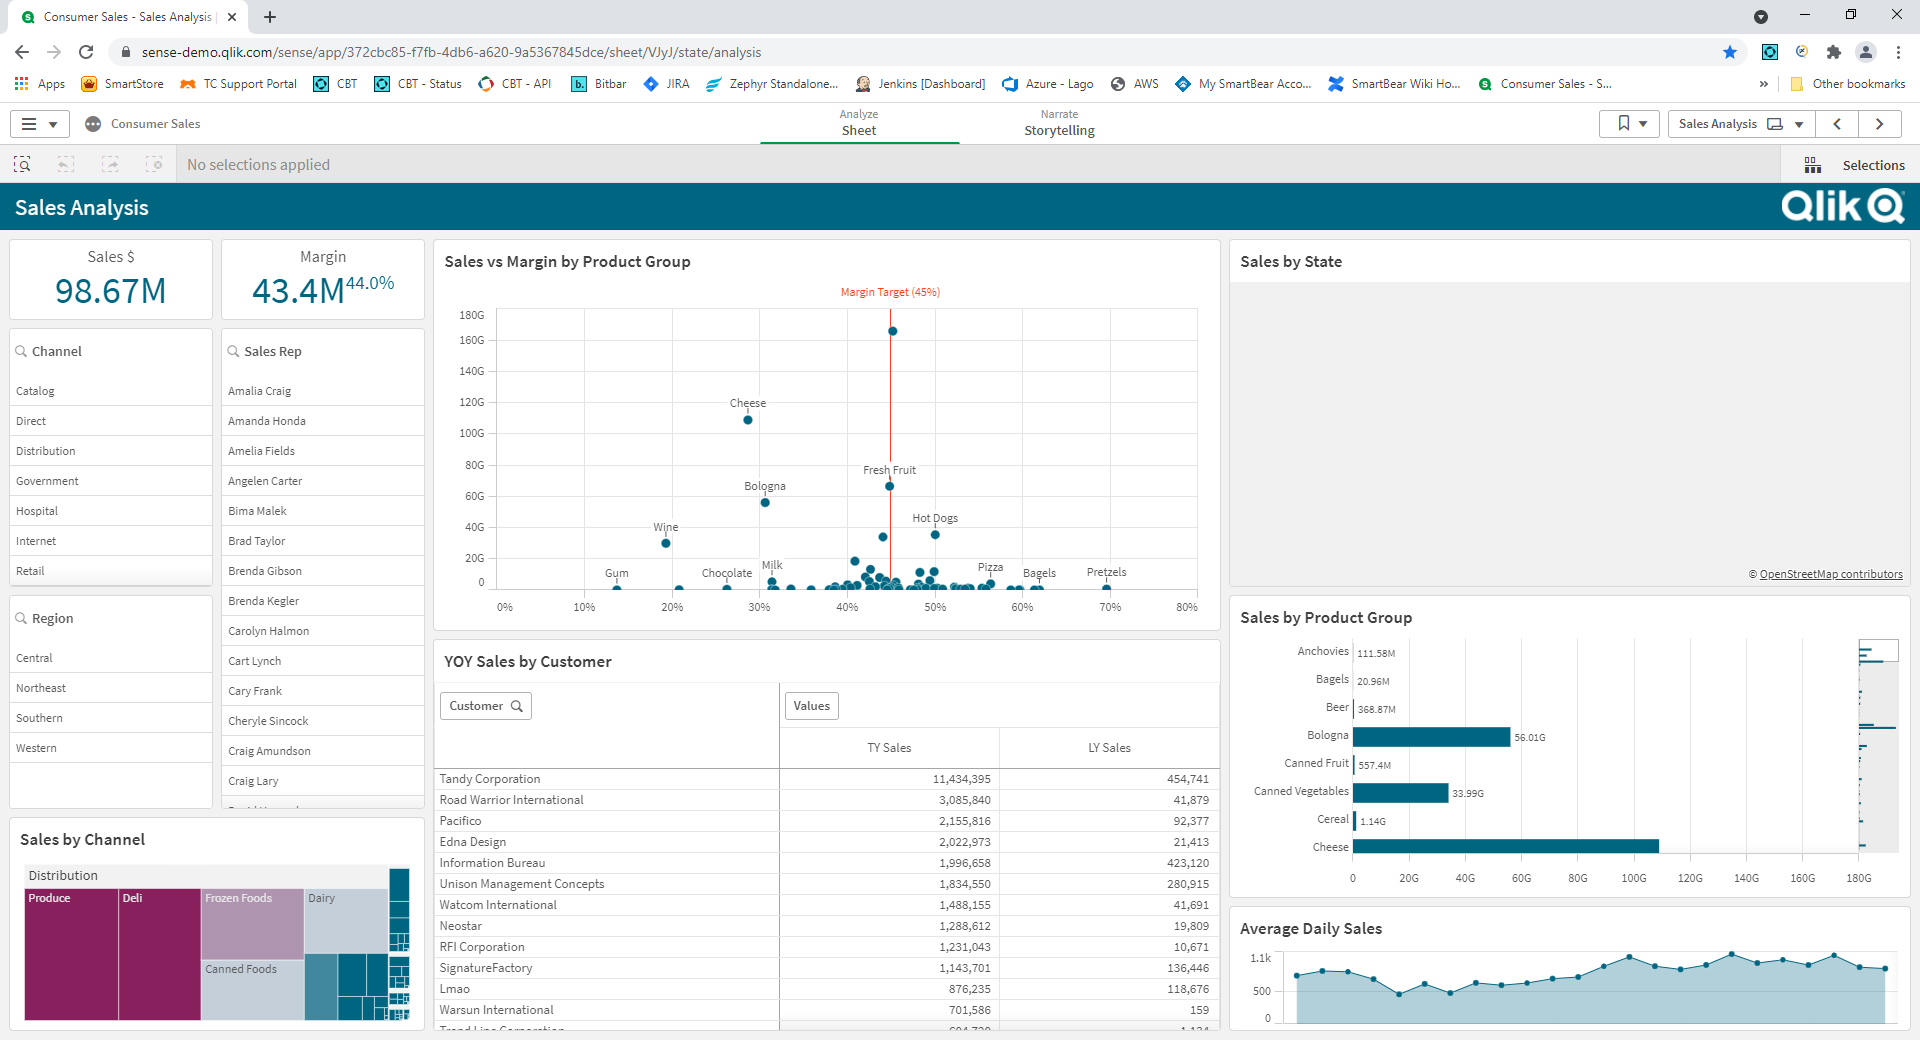 Consumer Sales - Sales Analysis
sense-demo.qlik.com/sense/app/372cbc85-f7fb-4db6-a620-9a5367845dce/sheet/VJyJ/state/analysis
Apps SmartStore TC Support Portal CBT CBT - Status CBT - API Bitbar JIRA Zephyr Standalone... Jenkins [Dashboard] Azure - Lago AWS My SmartBear Acco... SmartBear Wiki Ho... Consumer Sales - S... » Other bookmarks
Consumer Sales
Analyze
Sheet
Narrate
Storytelling
Sales Analysis
No selections applied
Selections
Sales Analysis
Qlik
Sales $
98.67M
Margin
43.4M 44.0%
Channel
Catalog
Direct
Distribution
Government
Hospital
Internet
Retail
Region
Central
Northeast
Southern
Western
Sales Rep
Amalia Craig
Amanda Honda
Amelia Fields
Angelen Carter
Bima Malek
Brad Taylor
Brenda Gibson
Brenda Kegler
Carolyn Halmon
Cart Lynch
Cary Frank
Cheryle Sincock
Craig Amundson
Craig Lary
Sales by Channel
Distribution
Produce
Deli
Frozen Foods
Dairy
Canned Foods
Sales vs Margin by Product Group
Margin Target (45%)
180G
160G
140G
120G
100G
80G
60G
40G
20G
0
Cheese
Fresh Fruit
Bologna
Hot Dogs
Wine
Gum
Chocolate
Milk
Pizza
Bagels
Pretzels
0% 10% 20% 30% 40% 50% 60% 70% 80%
YOY Sales by Customer
Customer
Values
TY Sales LY Sales
Tandy Corporation 11,434,395 454,741
Road Warrior International 3,085,840 41,879
Pacifico 2,155,816 92,377
Edna Design 2,022,973 21,413
Information Bureau 1,996,658 423,120
Unison Management Concepts 1,834,550 280,915
Watcom International 1,488,155 41,691
Neostar 1,288,612 19,809
RFI Corporation 1,231,043 10,671
SignatureFactory 1,143,701 136,446
Lmao 876,235 118,676
Warsun International 701,586 159
Sales by State
© OpenStreetMap contributors
Sales by Product Group
Anchovies 111.58M
Bagels 20.96M
Beer 368.87M
Bologna 56.01G
Canned Fruit 557.4M
Canned Vegetables 33.99G
Cereal 1.14G
Cheese
0 20G 40G 60G 80G 100G 120G 140G 160G 180G
Average Daily Sales
1.1k
500
0